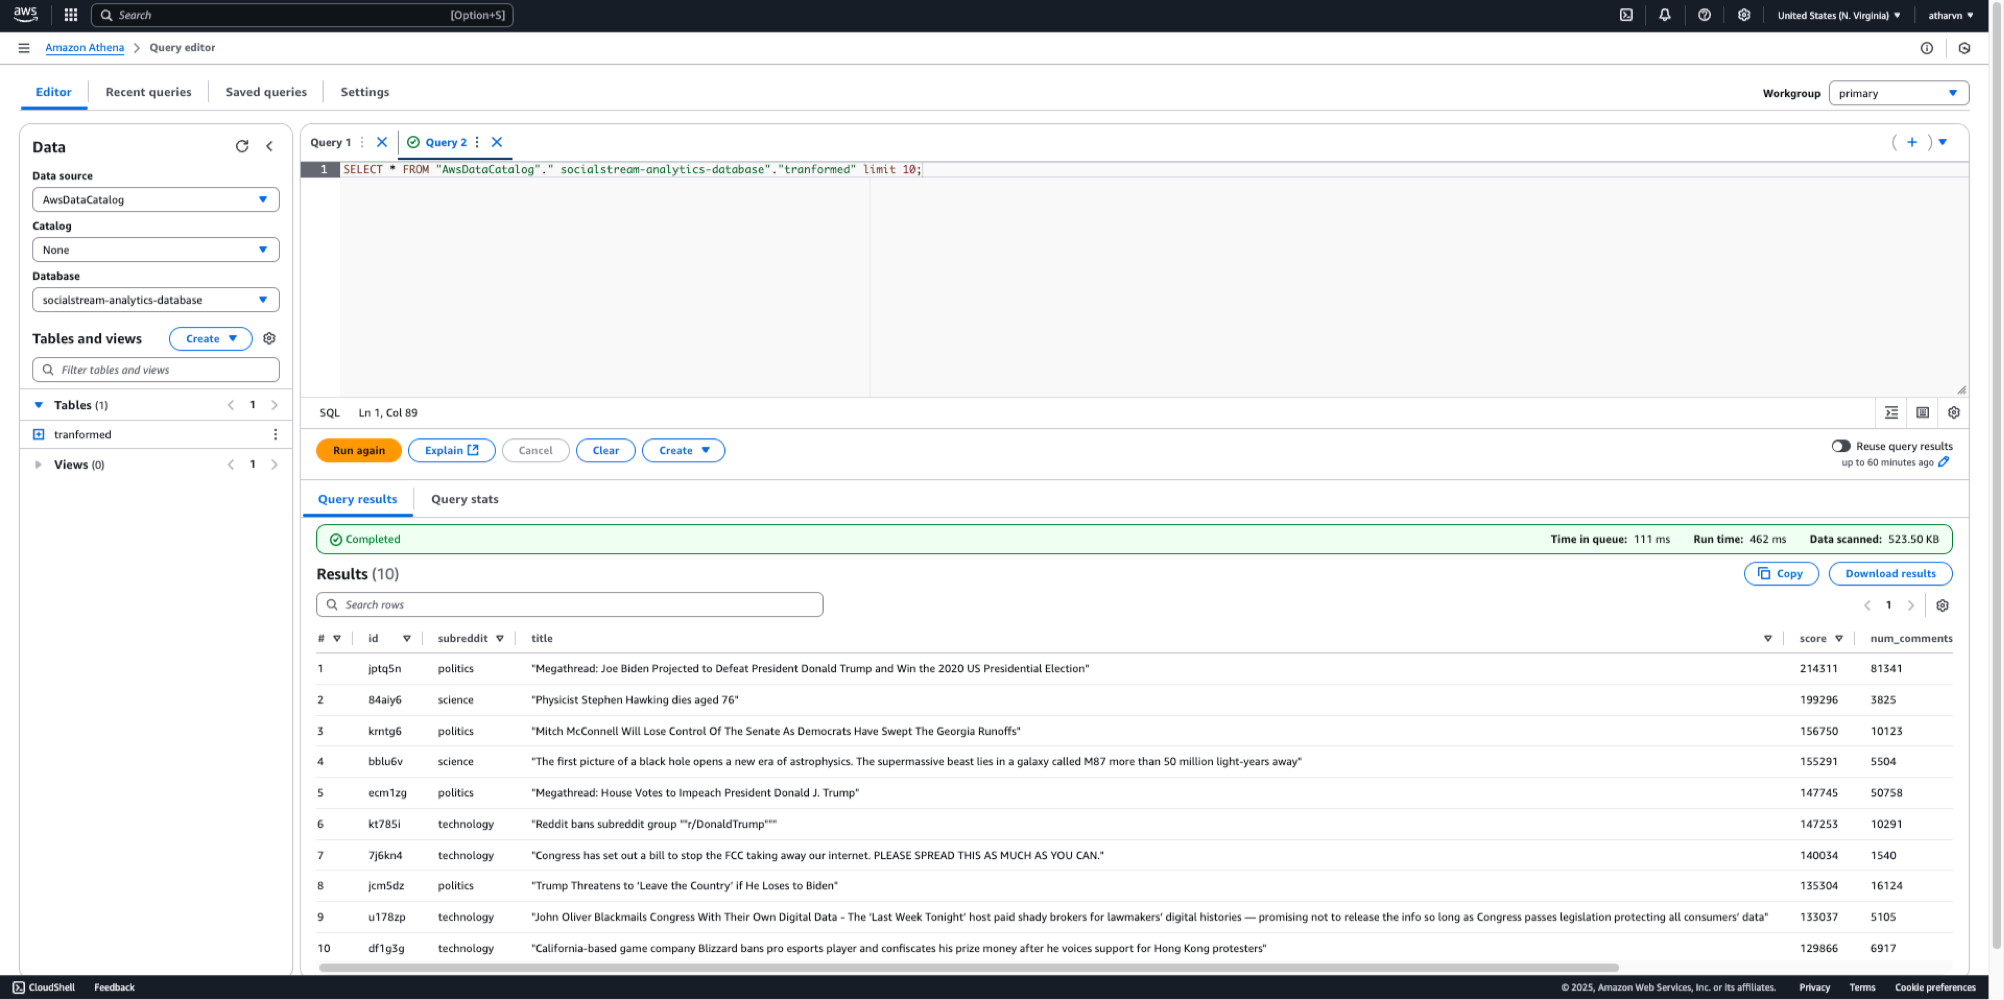 aws Search [Option+S] United States (N. Virginia) atharvn
Amazon Athena > Query editor
Editor Recent queries Saved queries Settings Workgroup primary
Data
Data source
AwsDataCatalog
Catalog
None
Database
socialstream-analytics-database
Tables and views Create
Filter tables and views
Tables (1) < 1 >
tranformed
Views (0) < 1 >
Query 1 Query 2
1 SELECT * FROM "AwsDataCatalog"." socialstream-analytics-database"."tranformed" limit 10;
SQL Ln 1, Col 89
Run again Explain Cancel Clear Create Reuse query results
up to 60 minutes ago
Query results Query stats
Completed Time in queue: 111 ms Run time: 462 ms Data scanned: 523.50 KB
Results (10) Copy Download results
Search rows < 1 >
# id subreddit title score num_comments
1 jptq5n politics "Megathread: Joe Biden Projected to Defeat President Donald Trump and Win the 2020 US Presidential Election" 214311 81341
2 84aiy6 science "Physicist Stephen Hawking dies aged 76" 199296 3825
3 krntg6 politics "Mitch McConnell Will Lose Control Of The Senate As Democrats Have Swept The Georgia Runoffs" 156750 10123
4 bblu6v science "The first picture of a black hole opens a new era of astrophysics. The supermassive beast lies in a galaxy called M87 more than 50 million light-years away" 155291 5504
5 ecm1zg politics "Megathread: House Votes to Impeach President Donald J. Trump" 147745 50758
6 kt785i technology "Reddit bans subreddit group ""r/DonaldTrump""" 147253 10291
7 7j6kn4 technology "Congress has set out a bill to stop the FCC taking away our internet. PLEASE SPREAD THIS AS MUCH AS YOU CAN." 140034 1540
8 jcm5dz politics "Trump Threatens to ‘Leave the Country’ if He Loses to Biden" 135304 16124
9 u178zp technology "John Oliver Blackmails Congress With Their Own Digital Data - The ‘Last Week Tonight’ host paid shady brokers for lawmakers’ digital histories — promising not to release the info so long as Congress passes legislation protecting all consumers’ data" 133037 5105
10 df1g3g technology "California-based game company Blizzard bans pro esports player and confiscates his prize money after he voices support for Hong Kong protesters" 129866 6917
CloudShell Feedback © 2025, Amazon Web Services, Inc. or its affiliates. Privacy Terms Cookie preferences